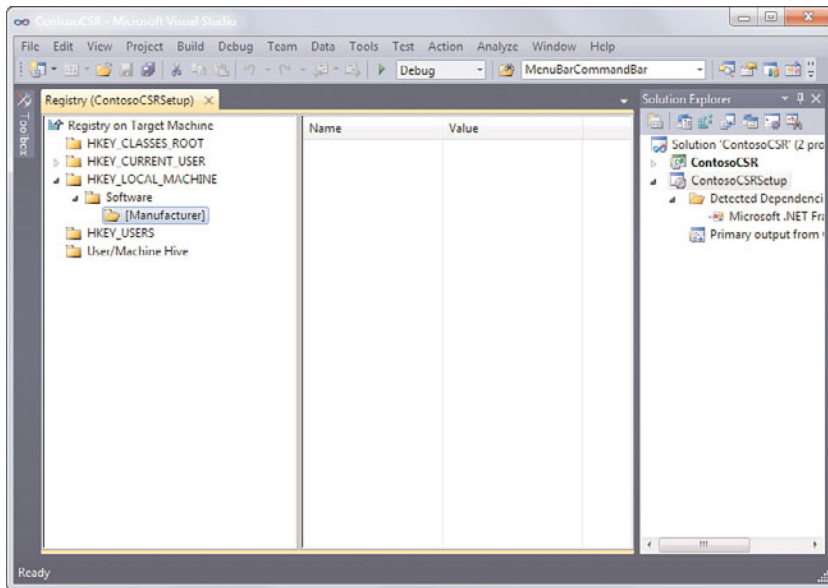 ContosoCSR - Microsoft Visual Studio
File Edit View Project Build Debug Team Data Tools Test Action Analyze Window Help
Debug MenuBarCommandBar
Toolbox
Registry (ContosoCSRSetup)
Registry on Target Machine
HKEY_CLASSES_ROOT
HKEY_CURRENT_USER
HKEY_LOCAL_MACHINE
Software
[Manufacturer]
HKEY_USERS
User/Machine Hive
Name Value
Solution Explorer
Solution 'ContosoCSR' (2 pro
ContosoCSR
ContosoCSRSetup
Detected Dependenci
Microsoft .NET Fra
Primary output from
Ready